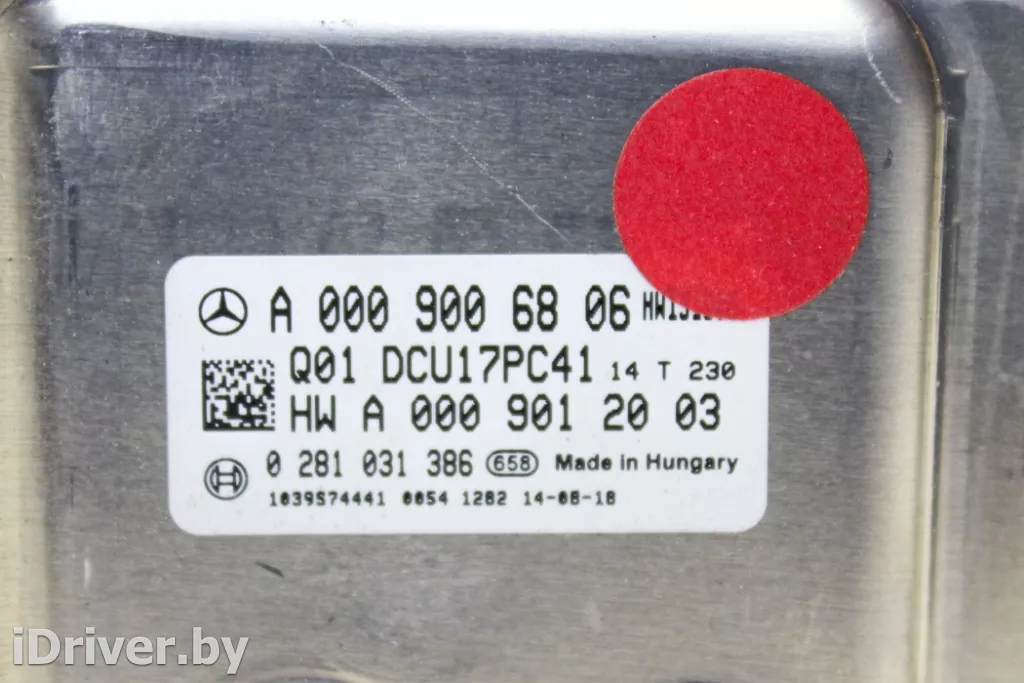 A 000 900 68 06
Q01 DCU17PC41 14 T 230
HW A 000 901 20 03
0 281 031 386 658 Made in Hungary
1039S74441 0054 1282 14-08-18
iDriver.by